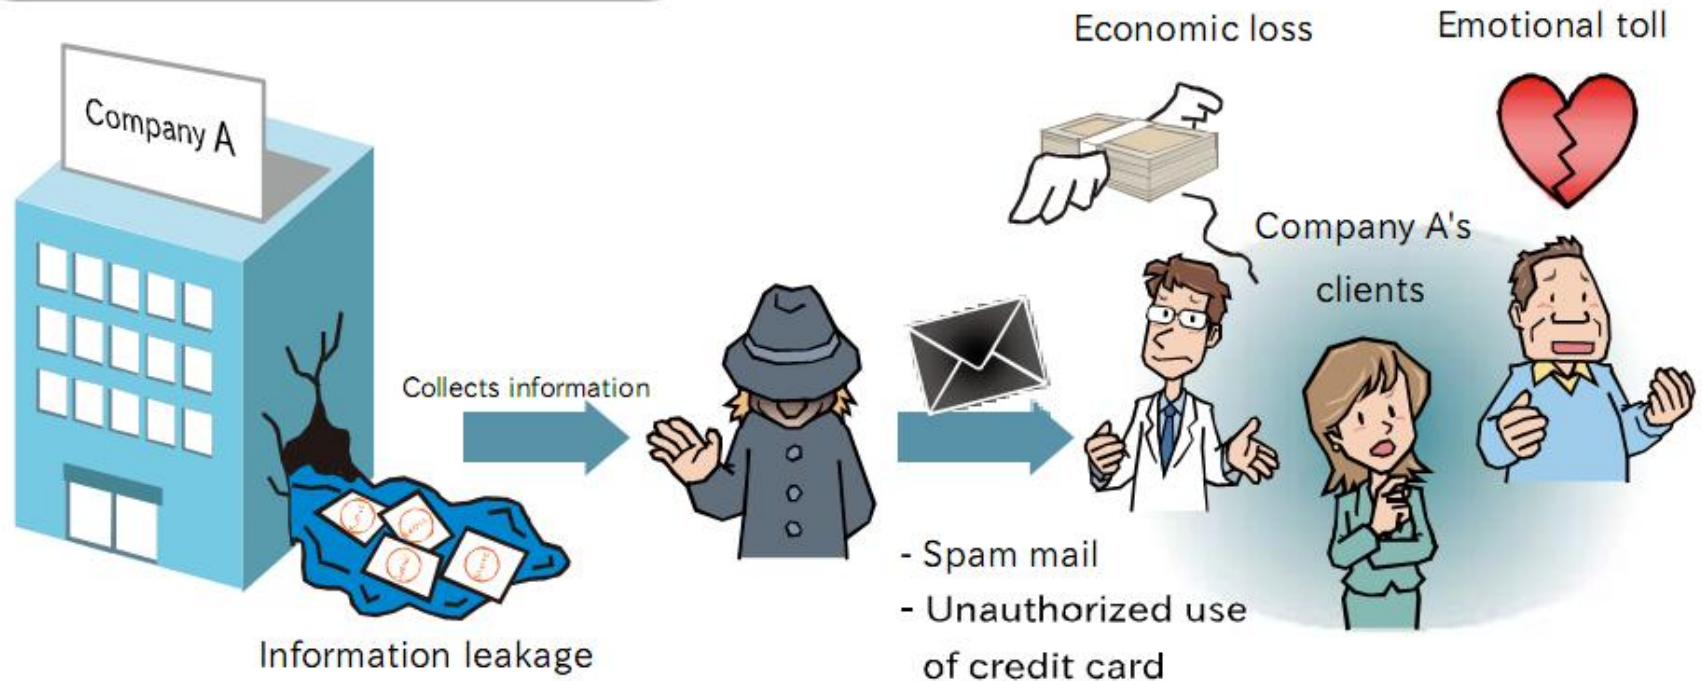 Economic loss
Emotional toll
Company A
Company A's
clients
Collects information
- Spam mail
- Unauthorized use
of credit card
Information leakage